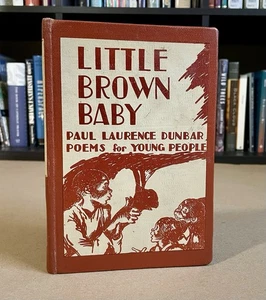 LITTLE
BROWN
BABY
PAUL LAURENCE DUNBAR
POEMS for YOUNG PEOPLE